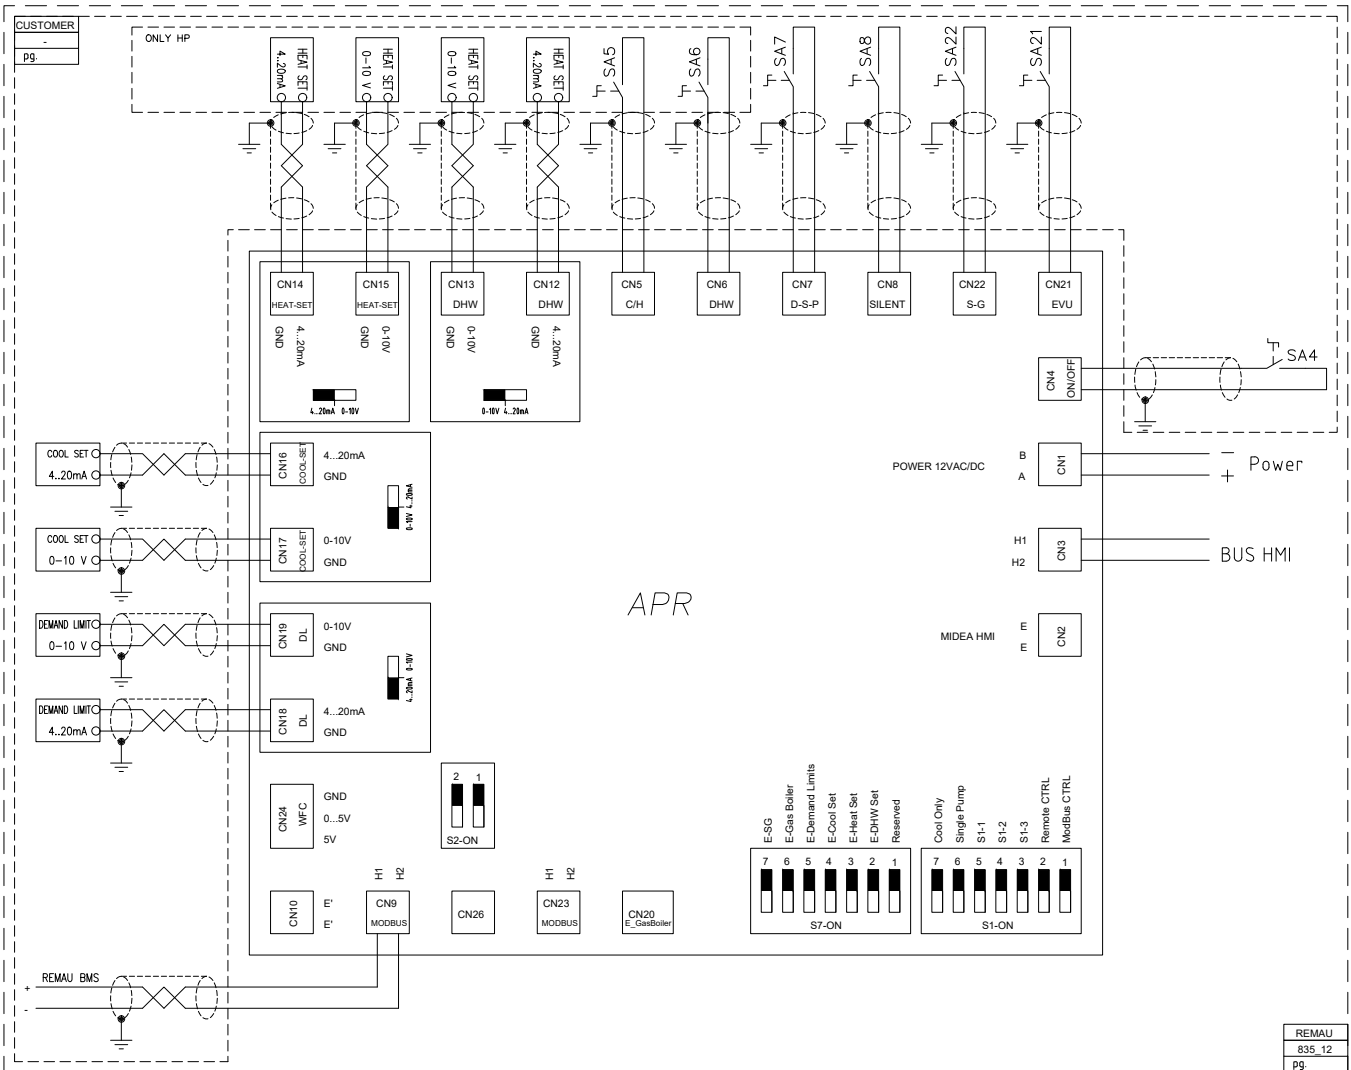 CUSTOMER
-
pg.
ONLY HP
HEAT SET
4..20mA
HEAT SET
0-10 V
HEAT SET
0-10 V
HEAT SET
4..20mA
SA5
SA6
SA7
SA8
SA22
SA21
CN14
HEAT-SET
CN15
HEAT-SET
CN13
DHW
CN12
DHW
CN5
C/H
CN6
DHW
CN7
D-S-P
CN8
SILENT
CN22
S-G
CN21
EVU
GND
4...20mA
GND
0-10V
GND
0-10V
GND
4...20mA
4..20mA 0-10V
0-10V 4..20mA
CN4
ON/OFF
SA4
COOL SET
4..20mA
CN16
COOL-SET
4...20mA
GND
0-10V 4..20mA
COOL SET
0-10 V
CN17
COOL-SET
0-10V
GND
POWER 12VAC/DC
B
A
CN1
-
+
Power
H1
H2
CN3
BUS HMI
APR
MIDEA HMI
E
E
CN2
DEMAND LIMIT
0-10 V
CN19
DL
0-10V
GND
4..20mA 0-10V
DEMAND LIMIT
4..20mA
CN18
DL
4...20mA
GND
CN24
WFC
GND
0...5V
5V
2 1
S2-ON
E-SG
E-Gas Boiler
E-Demand Limits
E-Cool Set
E-Heat Set
E-DHW Set
Reserved
7 6 5 4 3 2 1
S7-ON
Cool Only
Single Pump
S1-1
S1-2
S1-3
Remote CTRL
ModBus CTRL
7 6 5 4 3 2 1
S1-ON
CN10
E'
E'
H1
H2
CN9
MODBUS
CN26
H1
H2
CN23
MODBUS
CN20
E_GasBoiler
REMAU BMS
+
-
REMAU
835_12
pg.